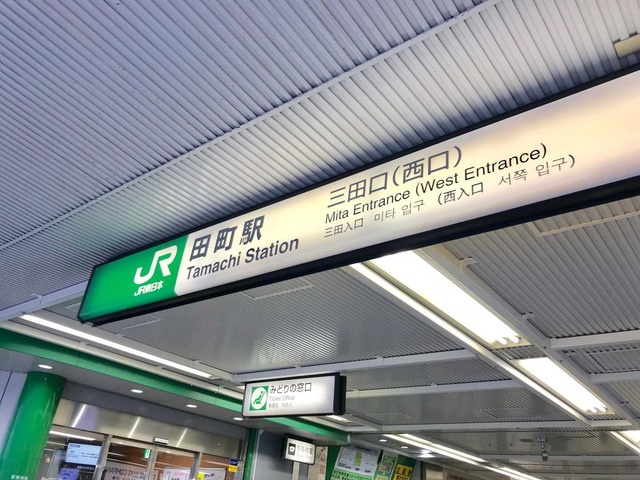 JR
JR東日本
田町駅
Tamachi Station
三田口(西口)
Mita Entrance (West Entrance)
三田入口 미타 입구 (西入口 서쪽 입구)
みどりの窓口
Ticket Office